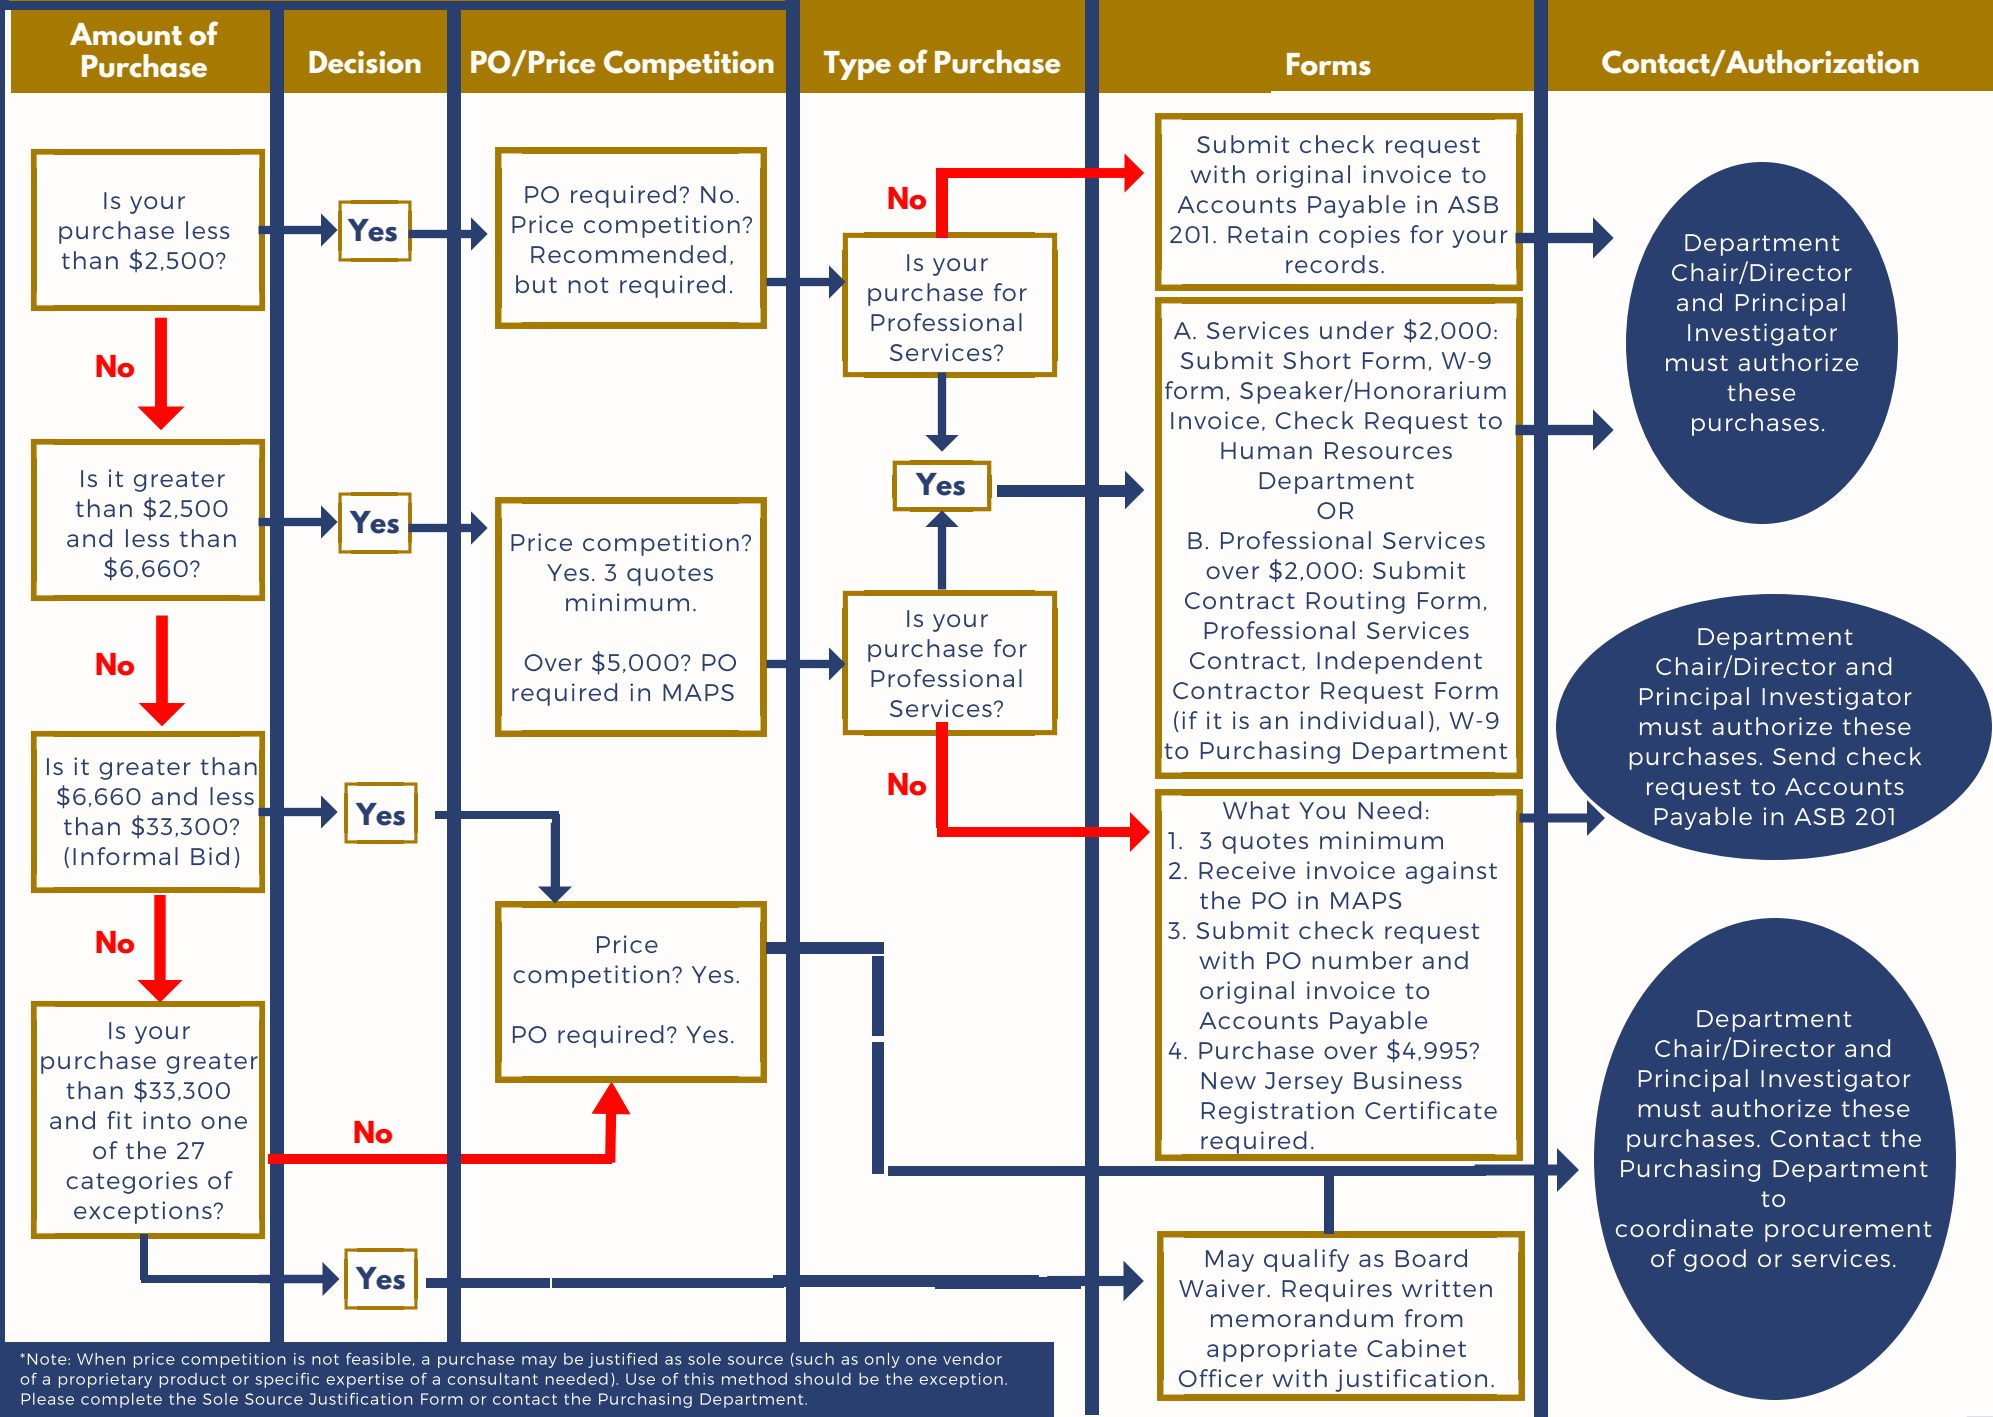 Amount of
Purchase
Decision
PO/Price Competition
Type of Purchase
Forms
Contact/Authorization
Is your
purchase less
than $2,500?
Yes
PO required? No.
Price competition?
Recommended,
but not required.
No
Is your
purchase for
Professional
Services?
Submit check request
with original invoice to
Accounts Payable in ASB
201. Retain copies for your
records.
Department
Chair/Director
and Principal
Investigator
must authorize
these
purchases.
No
Is it greater
than $2,500
and less than
$6,660?
Yes
Price competition?
Yes. 3 quotes
minimum.
Over $5,000? PO
required in MAPS
Yes
Is your
purchase for
Professional
Services?
No
A. Services under $2,000:
Submit Short Form, W-9
form, Speaker/Honorarium
Invoice, Check Request to
Human Resources
Department
OR
B. Professional Services
over $2,000: Submit
Contract Routing Form,
Professional Services
Contract, Independent
Contractor Request Form
(if it is an individual), W-9
to Purchasing Department
Department
Chair/Director and
Principal Investigator
must authorize these
purchases. Send check
request to Accounts
Payable in ASB 201
No
Is it greater than
$6,660 and less
than $33,300?
(Informal Bid)
Yes
Price
competition? Yes.
PO required? Yes.
What You Need:
1. 3 quotes minimum
2. Receive invoice against
the PO in MAPS
3. Submit check request
with PO number and
original invoice to
Accounts Payable
4. Purchase over $4,995?
New Jersey Business
Registration Certificate
required.
No
Is your
purchase greater
than $33,300
and fit into one
of the 27
categories of
exceptions?
No
Yes
May qualify as Board
Waiver. Requires written
memorandum from
appropriate Cabinet
Officer with justification.
Department
Chair/Director and
Principal Investigator
must authorize these
purchases. Contact the
Purchasing Department
to
coordinate procurement
of good or services.
*Note: When price competition is not feasible, a purchase may be justified as sole source (such as only one vendor
of a proprietary product or specific expertise of a consultant needed). Use of this method should be the exception.
Please complete the Sole Source Justification Form or contact the Purchasing Department.